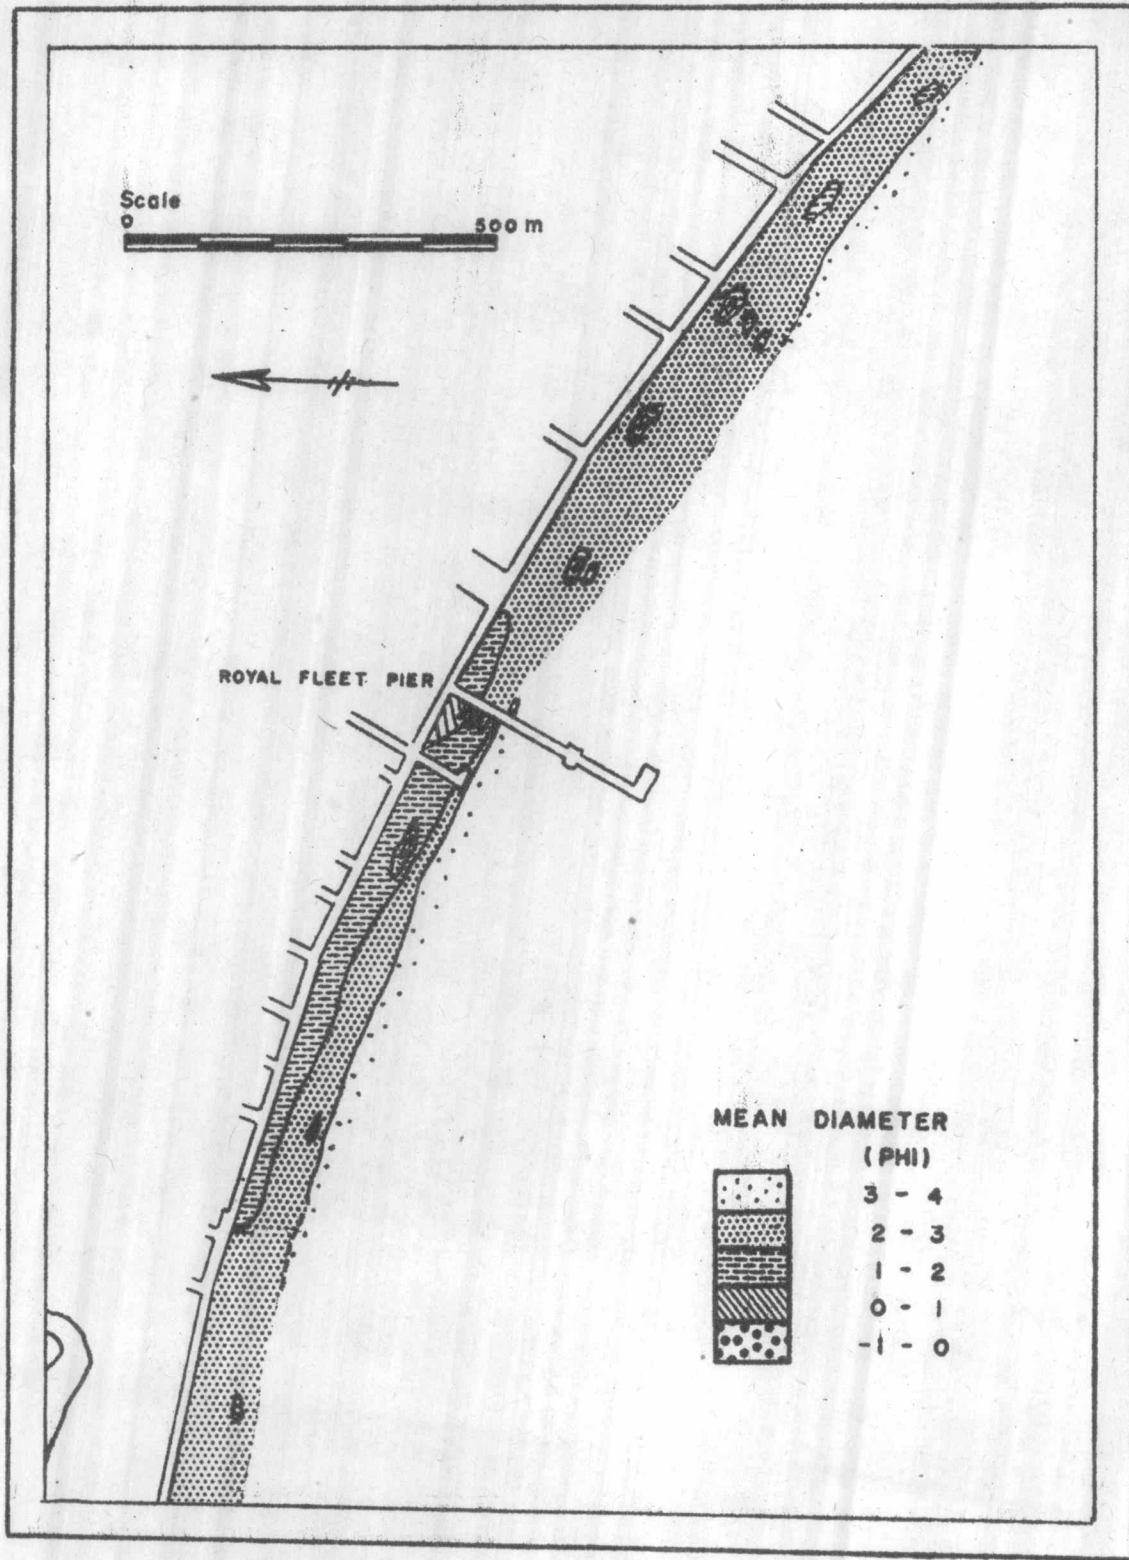 Scale
0 500 m
ROYAL FLEET PIER
MEAN DIAMETER
(PHI)
3 - 4
2 - 3
1 - 2
0 - 1
-1 - 0